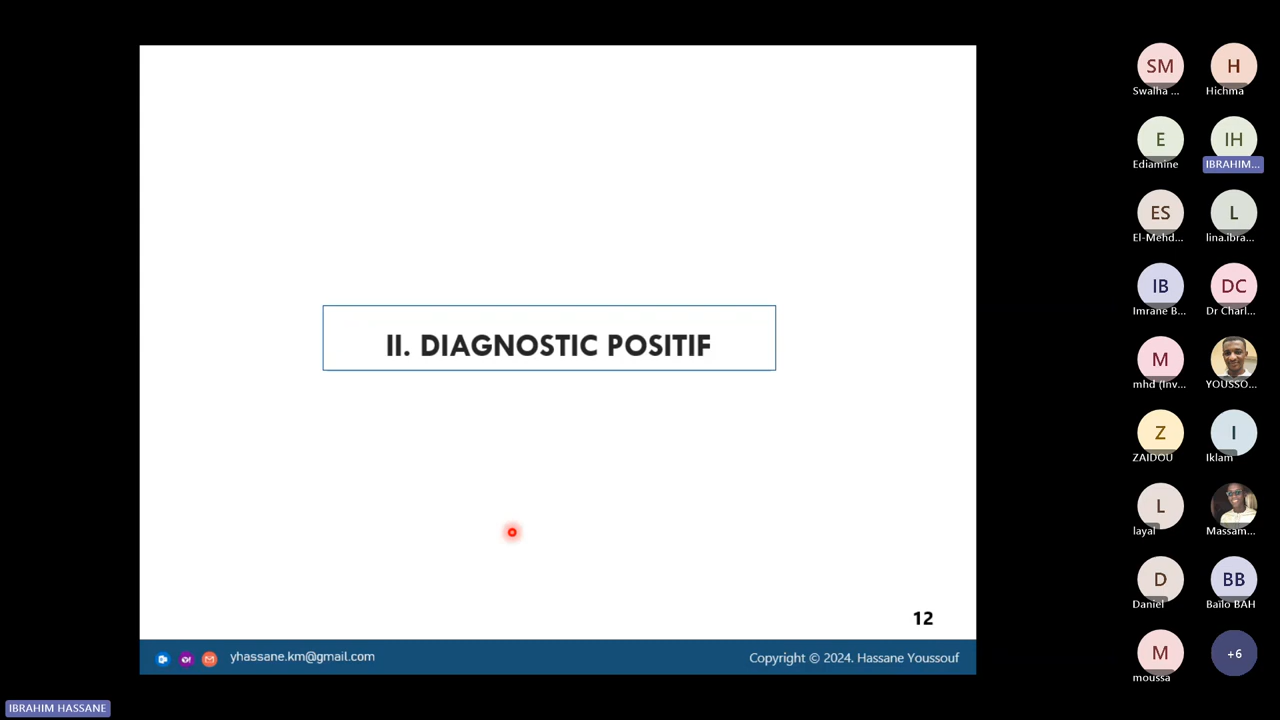 II. DIAGNOSTIC POSITIF
12
yhassane.km@gmail.com
Copyright © 2024. Hassane Youssouf
IBRAHIM HASSANE
SM
Swalha ...
H
Hichma
E
Ediamine
IH
IBRAHIM...
ES
El-Mehd...
L
lina.ibra...
IB
Imrane B...
DC
Dr Charl...
M
mhd (Inv...
YOUSSO...
Z
ZAIDOU
I
Iklam
L
layal
Massam...
D
Daniel
BB
Bailo BAH
M
moussa
+6